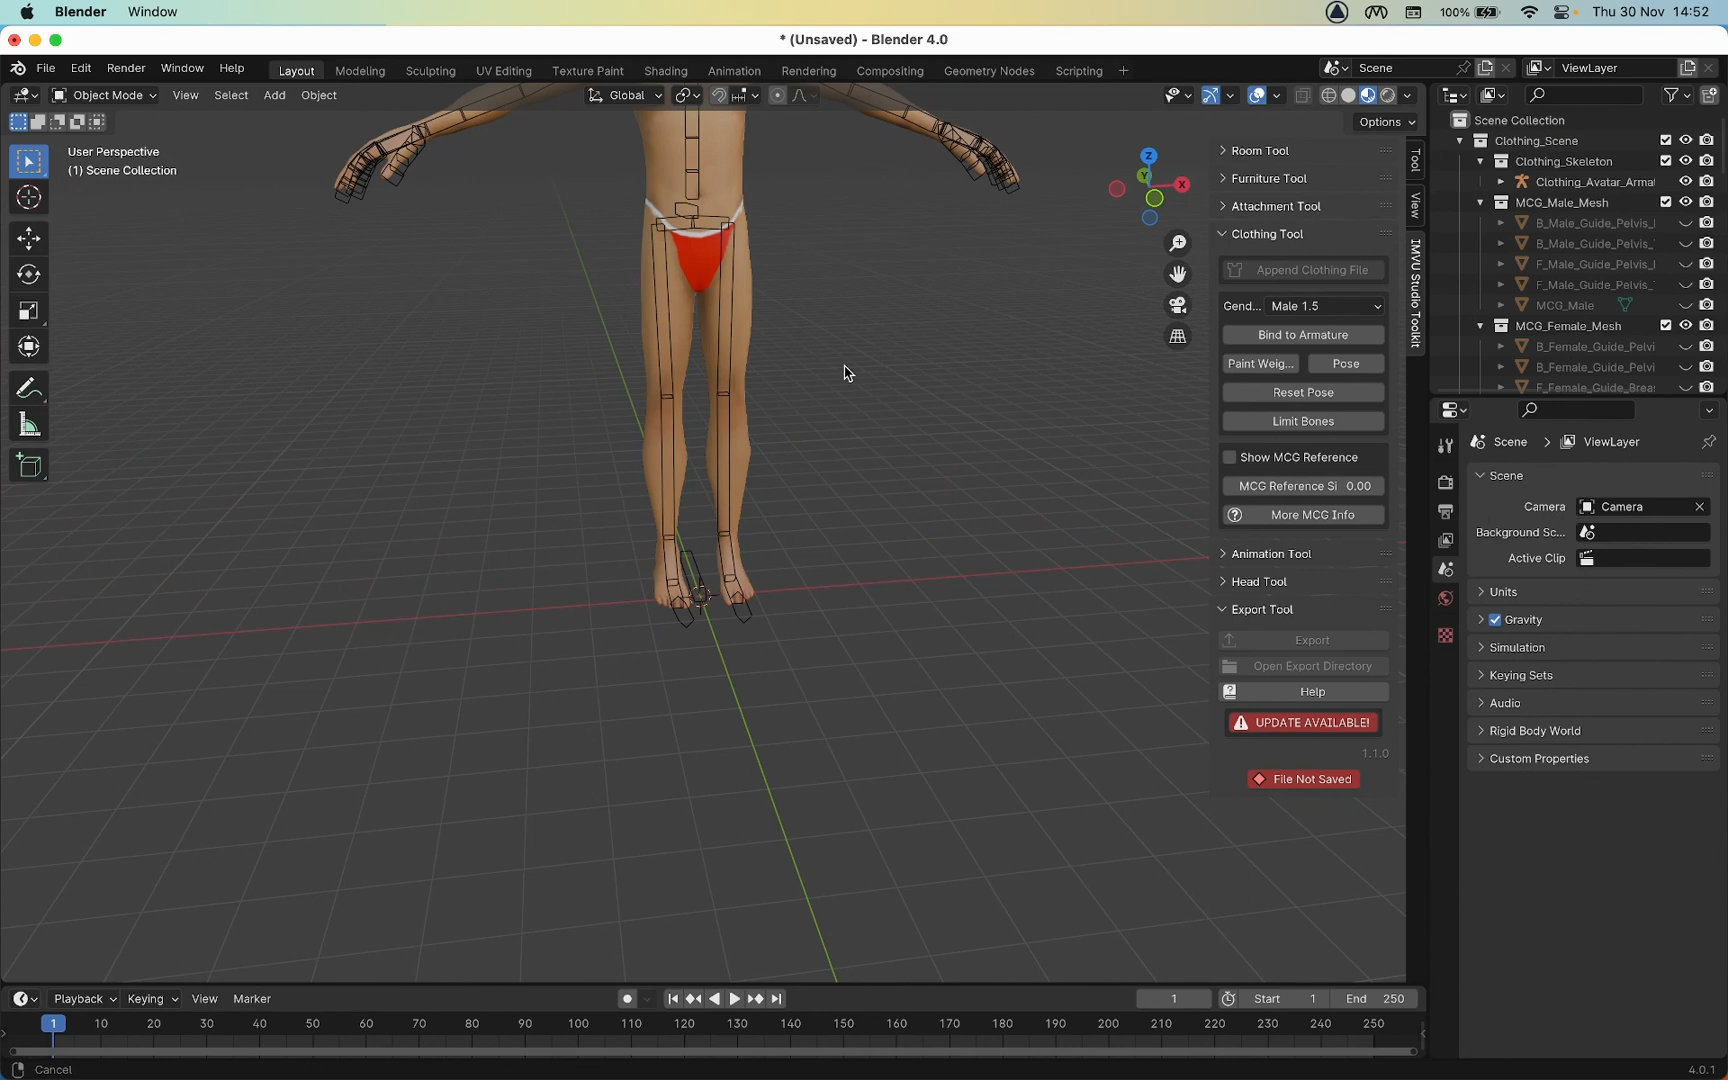 Blender Window 100% Thu 30 Nov 14:52
* (Unsaved) - Blender 4.0
File Edit Render Window Help Layout Modeling Sculpting UV Editing Texture Paint Shading Animation Rendering Compositing Geometry Nodes Scripting + Scene ViewLayer
Object Mode View Select Add Object Global
Options
User Perspective
(1) Scene Collection
Z
Y
X
Room Tool
Furniture Tool
Attachment Tool
Clothing Tool
Append Clothing File
Gend... Male 1.5
Bind to Armature
Paint Weig... Pose
Reset Pose
Limit Bones
Show MCG Reference
MCG Reference Si 0.00
More MCG Info
Animation Tool
Head Tool
Export Tool
Export
Open Export Directory
Help
UPDATE AVAILABLE!
1.1.0
File Not Saved
Tool
View
IMVU Studio Toolkit
Scene Collection
Clothing_Scene
Clothing_Skeleton
Clothing_Avatar_Armat
MCG_Male_Mesh
B_Male_Guide_Pelvis_
B_Male_Guide_Pelvis_
F_Male_Guide_Pelvis_
F_Male_Guide_Pelvis_
MCG_Male
MCG_Female_Mesh
B_Female_Guide_Pelvi
B_Female_Guide_Pelvi
F_Female_Guide_Breas
Scene > ViewLayer
Scene
Camera Camera
Background Sc...
Active Clip
Units
Gravity
Simulation
Keying Sets
Audio
Rigid Body World
Custom Properties
Playback Keying View Marker 1 Start 1 End 250
1 10 20 30 40 50 60 70 80 90 100 110 120 130 140 150 160 170 180 190 200 210 220 230 240 250
Cancel 4.0.1